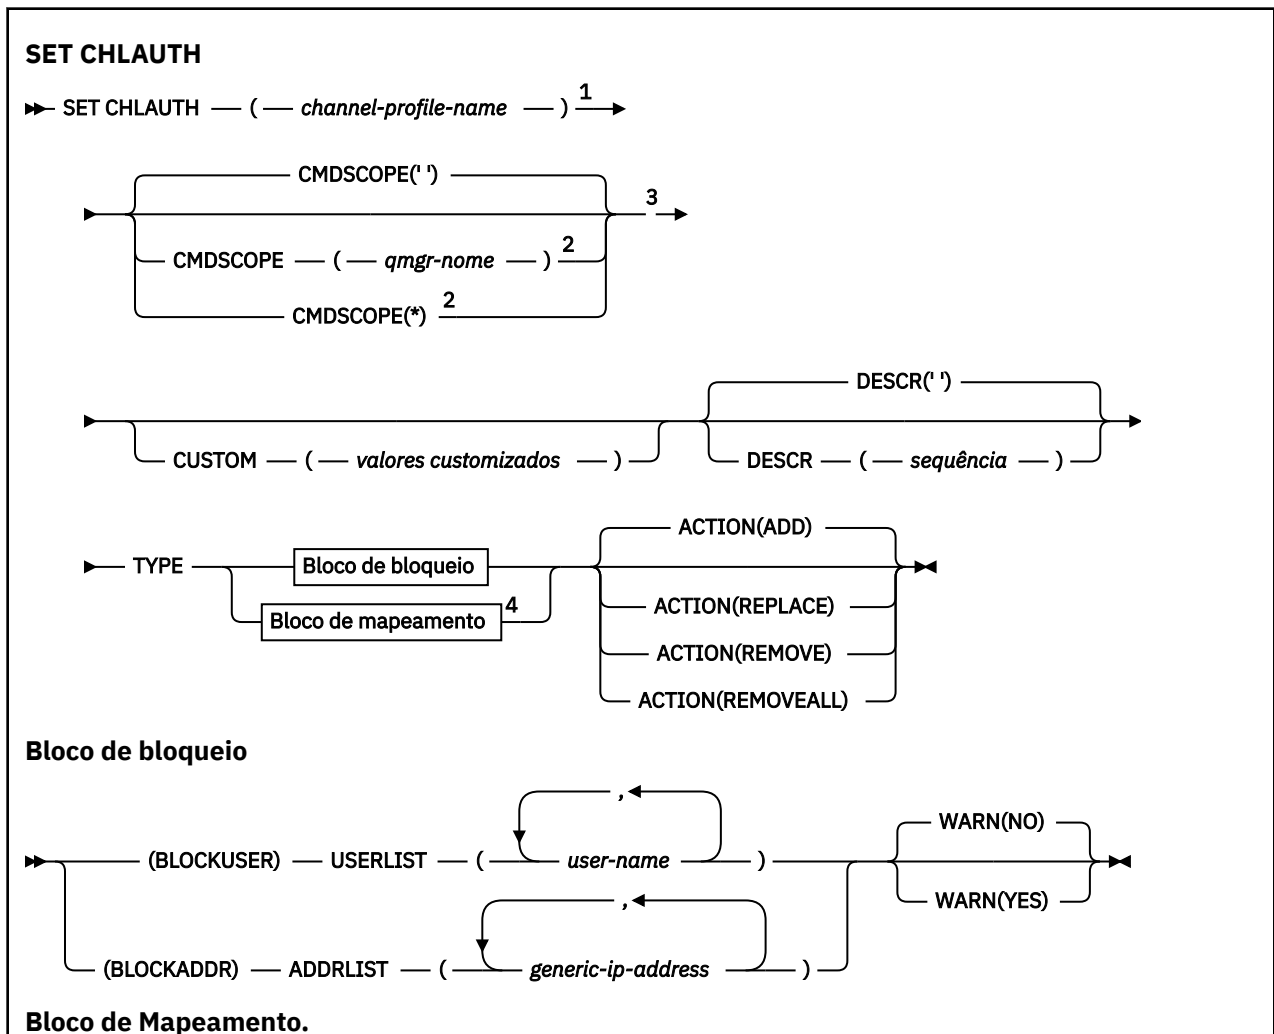 SET CHLAUTH
SET CHLAUTH ( channel-profile-name ) 1
CMDSCOPE(' ')
3
CMDSCOPE ( qmgr-nome ) 2
CMDSCOPE(*) 2
DESCR(' ')
CUSTOM ( valores customizados ) DESCR ( sequência )
ACTION(ADD)
TYPE Bloco de bloqueio
ACTION(REPLACE)
Bloco de mapeamento 4
ACTION(REMOVE)
ACTION(REMOVEALL)
Bloco de bloqueio
,
WARN(NO)
(BLOCKUSER) USERLIST ( user-name )
WARN(YES)
,
(BLOCKADDR) ADDRLIST ( generic-ip-address )
Bloco de Mapeamento.